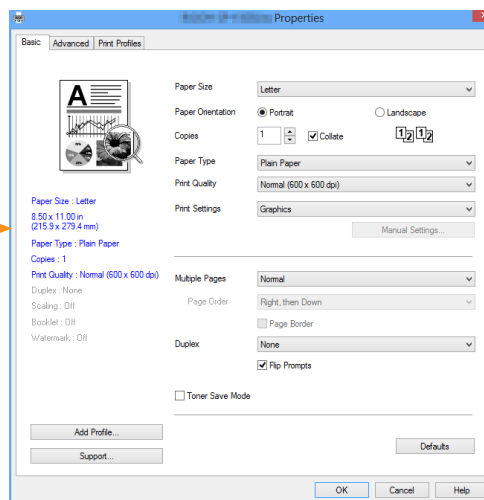 Properties
Basic Advanced Print Profiles
A
Paper Size Letter
Paper Orientation Portrait Landscape
Copies 1 Collate 1 2 1 2
Paper Type Plain Paper
Print Quality Normal (600 x 600 dpi)
Print Settings Graphics
Manual Settings...
Paper Size : Letter
8.50 x 11.00 in
(215.9 x 279.4 mm)
Paper Type : Plain Paper
Copies : 1
Print Quality : Normal (600 x 600 dpi)
Duplex : None
Scaling : Off
Booklet : Off
Watermark : Off
Multiple Pages Normal
Page Order Right, then Down
Page Border
Duplex None
Flip Prompts
Toner Save Mode
Add Profile...
Support...
Defaults
OK Cancel Help